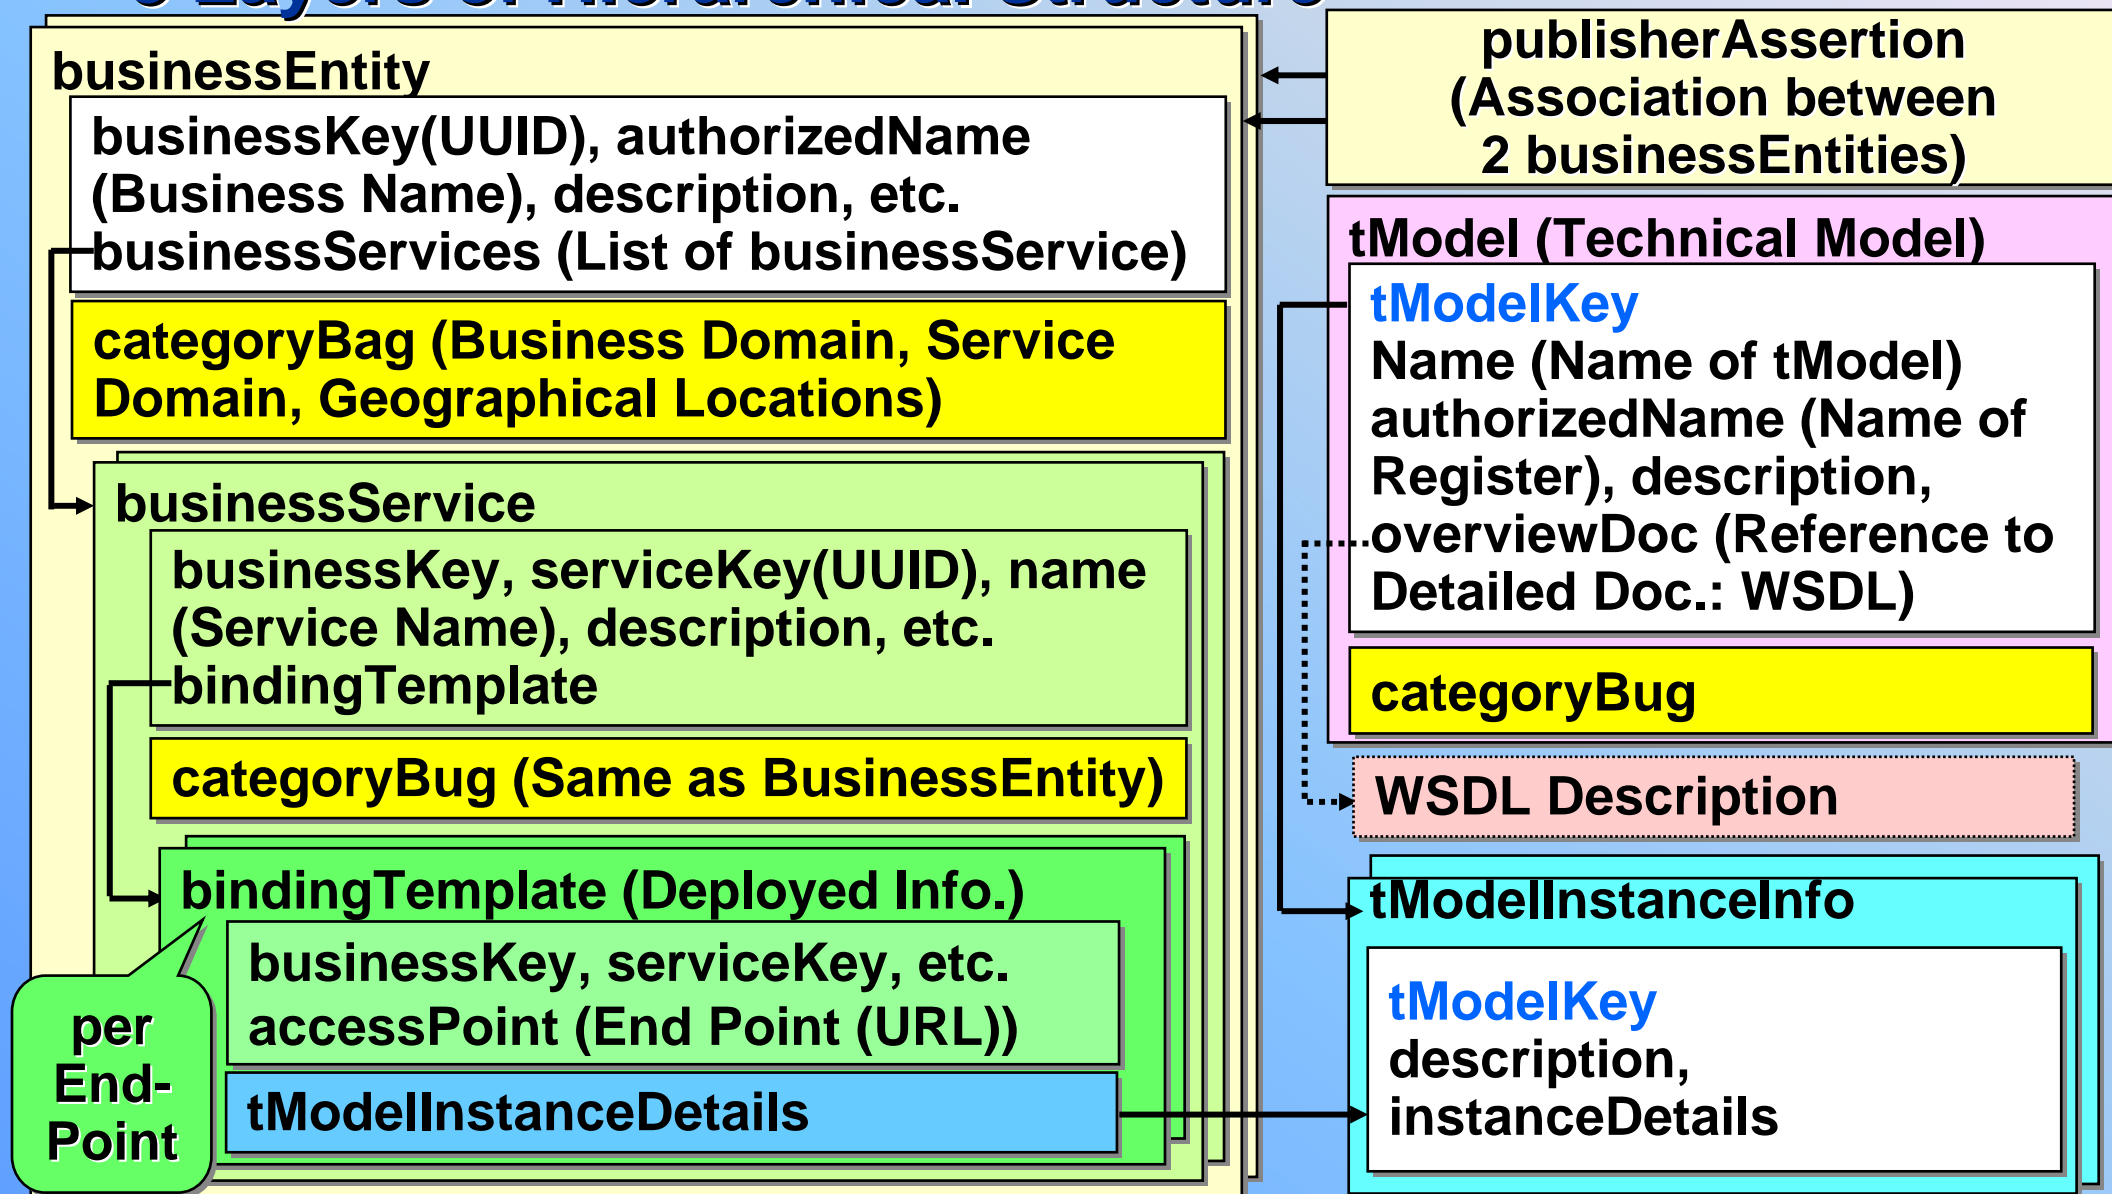 Layers of Hierarchical Structure
businessEntity
businessKey(UUID), authorizedName
(Business Name), description, etc.
businessServices (List of businessService)
categoryBag (Business Domain, Service
Domain, Geographical Locations)
businessService
businessKey, serviceKey(UUID), name
(Service Name), description, etc.
bindingTemplate
categoryBug (Same as BusinessEntity)
bindingTemplate (Deployed Info.)
businessKey, serviceKey, etc.
accessPoint (End Point (URL))
tModelInstanceDetails
per
End-
Point
publisherAssertion
(Association between
2 businessEntities)
tModel (Technical Model)
tModelKey
Name (Name of tModel)
authorizedName (Name of
Register), description,
overviewDoc (Reference to
Detailed Doc.: WSDL)
categoryBug
WSDL Description
tModelInstanceInfo
tModelKey
description,
instanceDetails